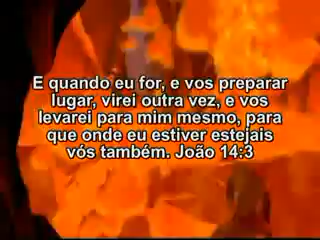 E quando eu for, e vos preparar
lugar, virei outra vez, e vos
levarei para mim mesmo, para
que onde eu estiver estejais
vós também. João 14:3